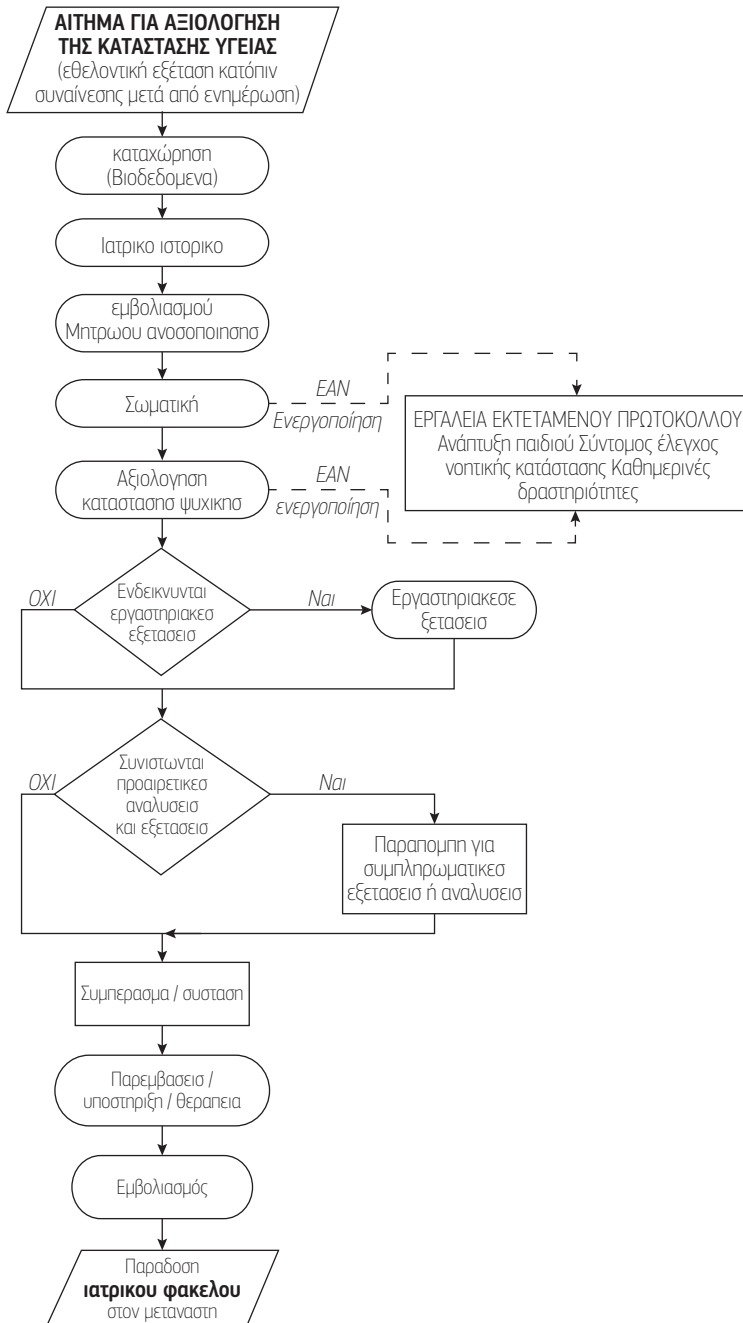 ΑΙΤΗΜΑ ΓΙΑ ΑΞΙΟΛΟΓΗΣΗ
ΤΗΣ ΚΑΤΑΣΤΑΣΗΣ ΥΓΕΙΑΣ
(εθελοντική εξέταση κατόπιν
συναίνεσης μετά από ενημέρωση)
καταχώρηση
(Βιοδεδομενα)
Ιατρικο ιστορικο
εμβολιασμού
Μητρωου ανοσοποιησης
Σωματική
ΕΑΝ
Ενεργοποίηση
ΕΡΓΑΛΕΙΑ ΕΚΤΕΤΑΜΕΝΟΥ ΠΡΩΤΟΚΟΛΛΟΥ
Ανάπτυξη παιδιού Σύντομος έλεγχος
νοητικής κατάστασης Καθημερινές
δραστηριότητες
Αξιολογηση
καταστασησ ψυχικησ
ΕΑΝ
ενεργοποίηση
ΟΧΙ
Ενδεικνυνται
εργαστηριακεσ
εξετασεισ
Ναι
Εργαστηριακεσε
ξετασεισ
ΟΧΙ
Συνιστωνται
προαιρετικεσ
αναλυσεισ
και εξετασεισ
Ναι
Παραπομπη για
συμπληρωματικεσ
εξετασεισ ή αναλυσεισ
Συμπερασμα / συσταση
Παρεμβασεισ /
υποστηριξη / θεραπεια
Εμβολιασμός
Παραδοση
ιατρικου φακελου
στον μεταναστη